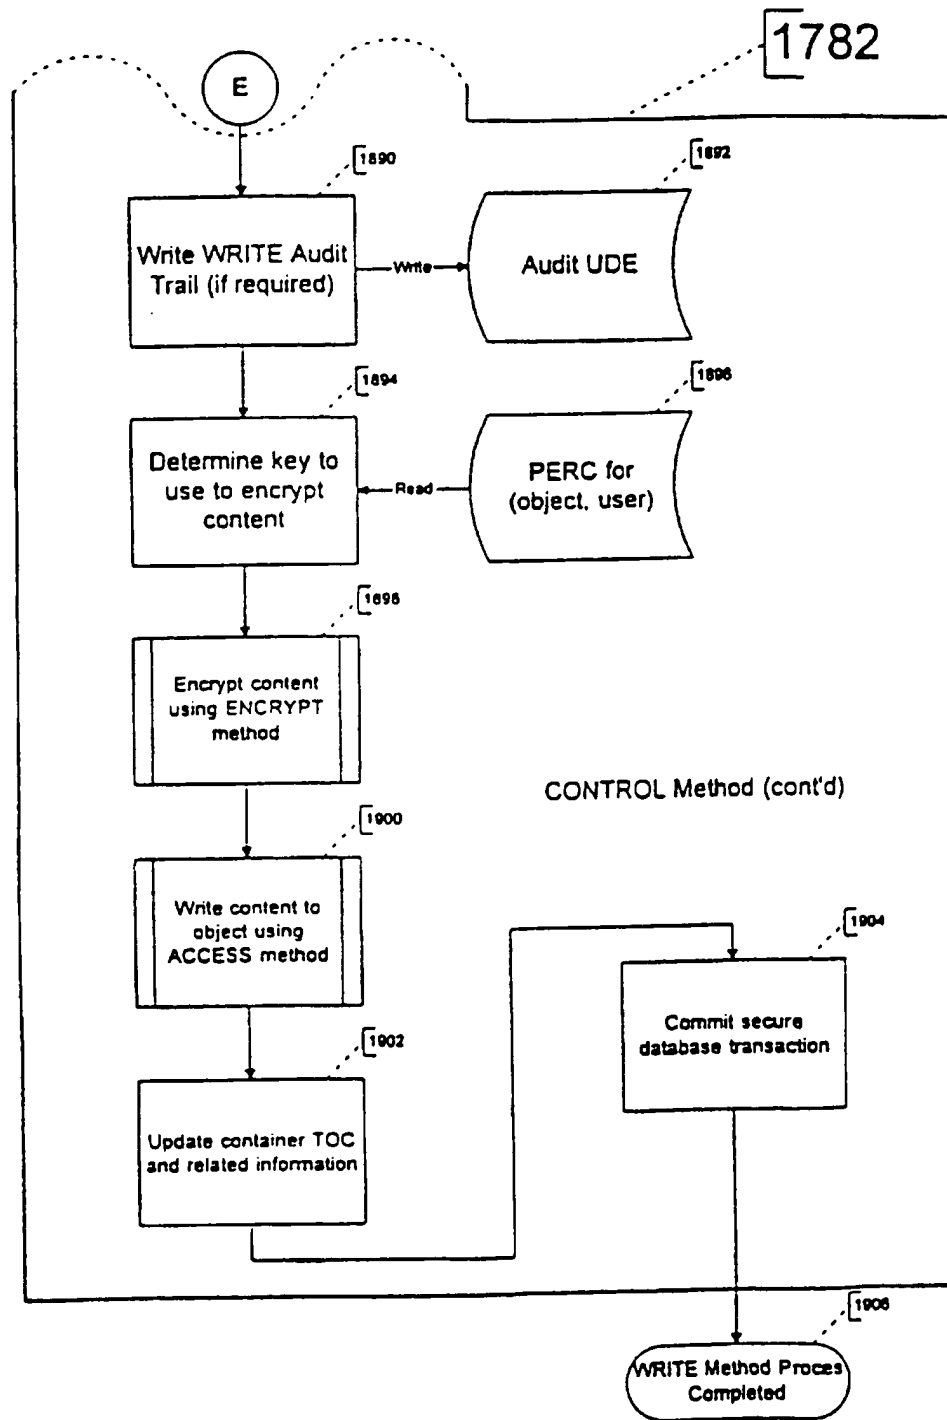 1782
E
1890
Write WRITE Audit
Trail (if required)
Write
1892
Audit UDE
1894
Determine key to
use to encrypt
content
Read
1896
PERC for
(object, user)
1898
Encrypt content
using ENCRYPT
method
CONTROL Method (cont'd)
1900
Write content to
object using
ACCESS method
1902
Update container TOC
and related information
1904
Commit secure
database transaction
1906
WRITE Method Proces
Completed